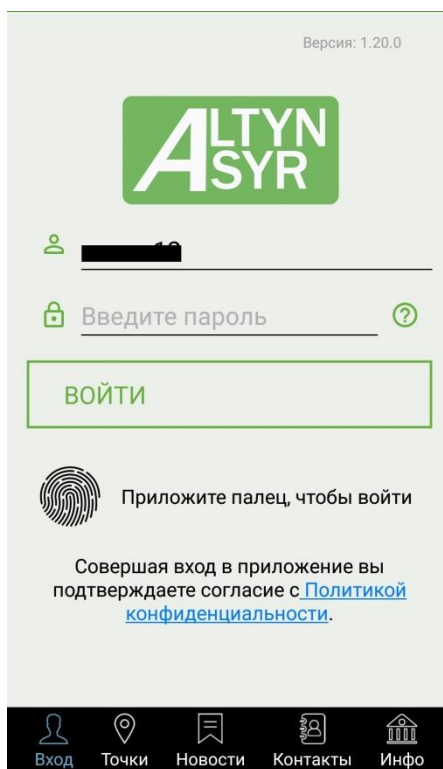 Версия: 1.20.0
ALTYN
ASYR
Введите пароль
ВОЙТИ
Приложите палец, чтобы войти
Совершая вход в приложение вы
подтверждаете согласие с Политикой
конфиденциальности.
Вход Точки Новости Контакты Инфо